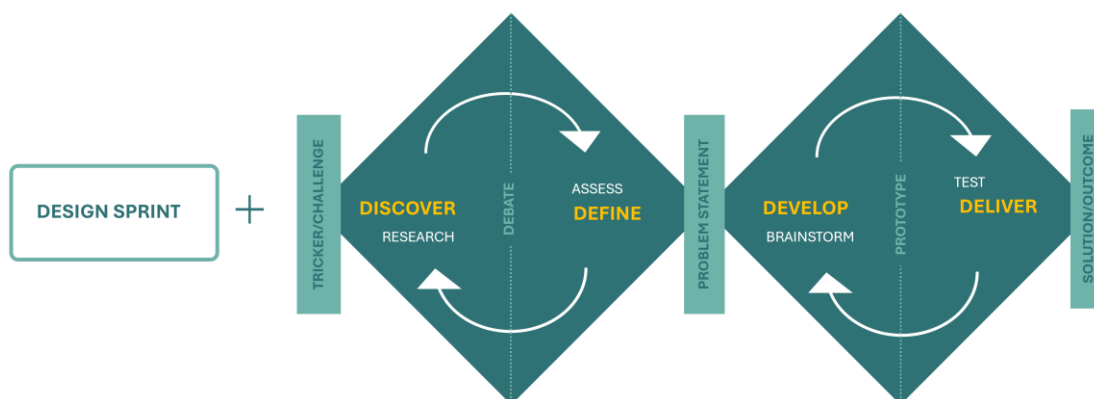 DESIGN SPRINT
+
TRICKER/CHALLENGE
DISCOVER
RESEARCH
DEBATE
ASSESS
DEFINE
PROBLEM STATEMENT
DEVELOP
BRAINSTORM
PROTOTYPE
TEST
DELIVER
SOLUTION/OUTCOME